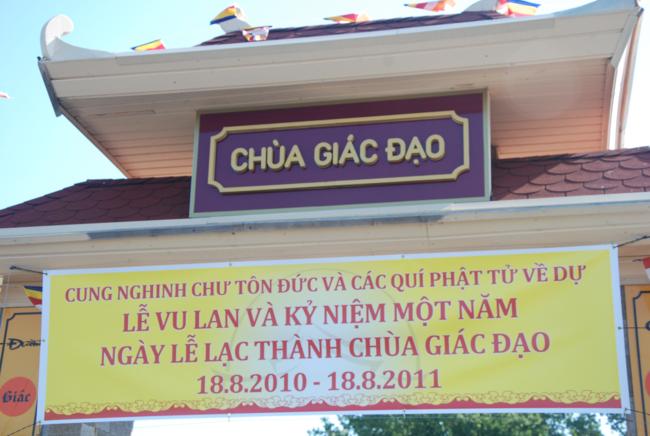 CHÙA GIÁC ĐẠO
CUNG NGHINH CHƯ TÔN ĐỨC VÀ CÁC QUÍ PHẬT TỬ VỀ DỰ
LỄ VU LAN VÀ KỶ NIỆM MỘT NĂM
NGÀY LỄ LẠC THÀNH CHÙA GIÁC ĐẠO
18.8.2010 - 18.8.2011
Giác